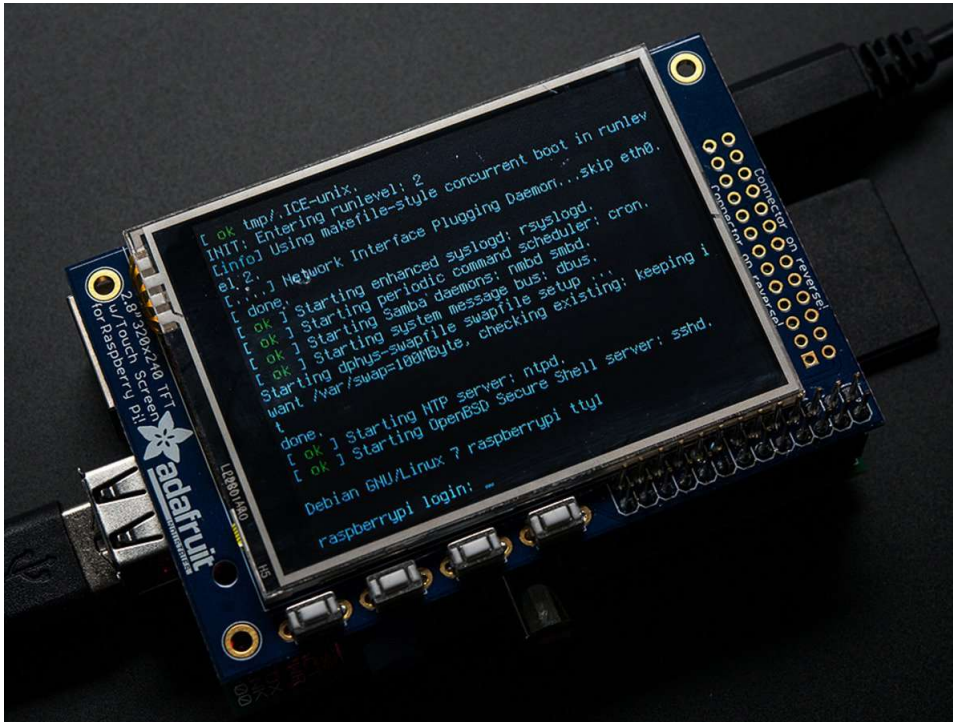 [ ok tmp/.ICE-unix.
INIT: Entering runlevel: 2
[info] Using makefile-style concurrent boot in runlev
el 2.
[....] Network Interface Plugging Daemon...skip eth0.
done.
[ ok ] Starting enhanced syslogd: rsyslogd.
[ ok ] Starting periodic command scheduler: cron.
[ ok ] Starting Samba daemons: nmbd smbd.
[ ok ] Starting system message bus: dbus.
Starting dphys-swapfile swapfile setup ...
want /var/swap=100MByte, checking existing: keeping i
t
done.
[ ok ] Starting NTP server: ntpd.
[ ok ] Starting OpenBSD Secure Shell server: sshd.
Debian GNU/Linux 7 raspberrypi tty1
raspberrypi login:
2.8" 320x240 TFT
w/Touch Screen
for Raspberry Pi!
adafruit
Connector on reverse!
Connector on reverse!
H5